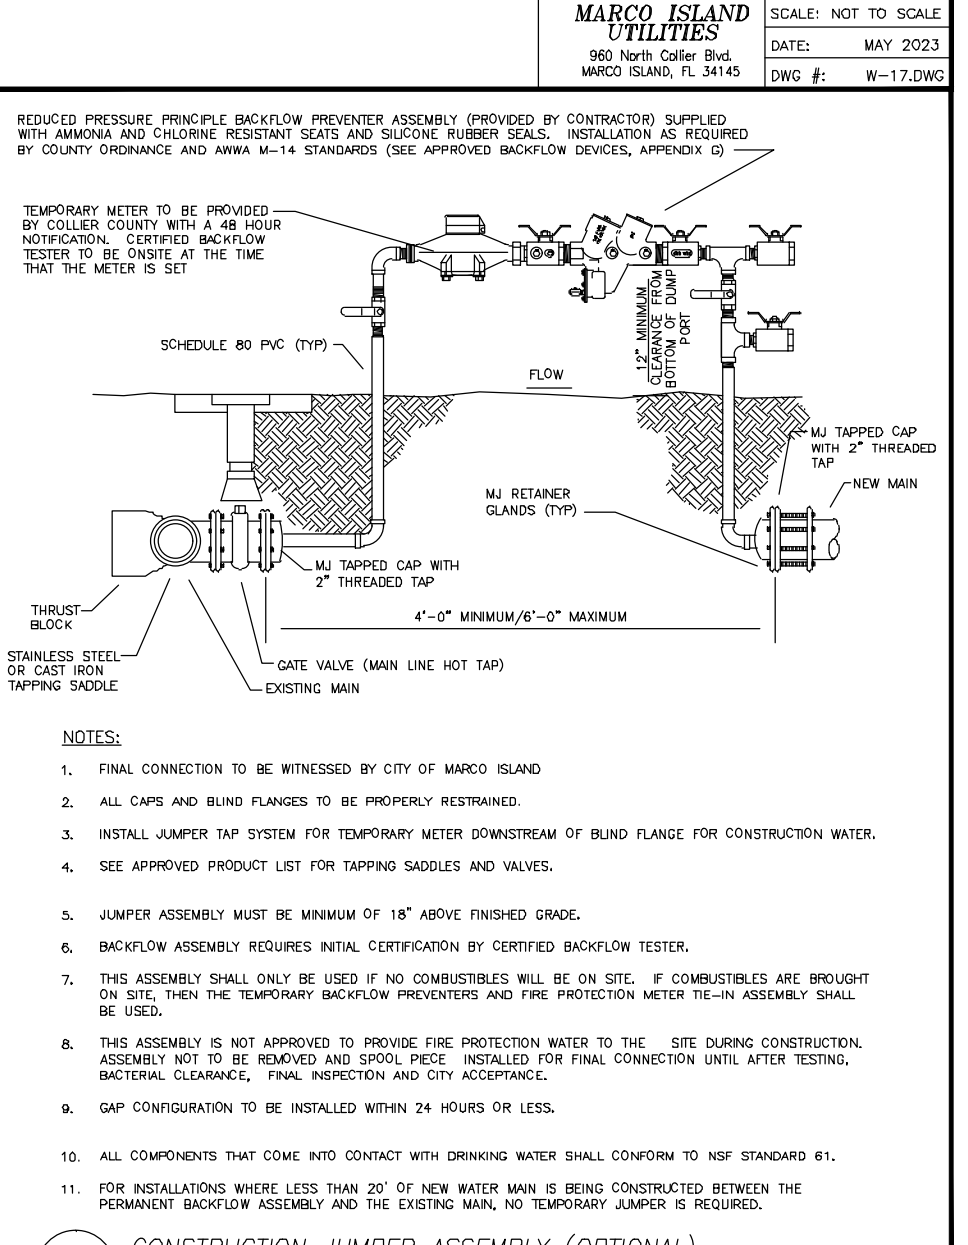 MARCO ISLAND
UTILITIES
960 North Collier Blvd.
MARCO ISLAND, FL 34145
SCALE: NOT TO SCALE
DATE: MAY 2023
DWG #: W-17.DWG
REDUCED PRESSURE PRINCIPLE BACKFLOW PREVENTER ASSEMBLY (PROVIDED BY CONTRACTOR) SUPPLIED
WITH AMMONIA AND CHLORINE RESISTANT SEATS AND SILICONE RUBBER SEALS. INSTALLATION AS REQUIRED
BY COUNTY ORDINANCE AND AWWA M-14 STANDARDS (SEE APPROVED BACKFLOW DEVICES, APPENDIX G)
TEMPORARY METER TO BE PROVIDED
BY COLLIER COUNTY WITH A 48 HOUR
NOTIFICATION. CERTIFIED BACKFLOW
TESTER TO BE ONSITE AT THE TIME
THAT THE METER IS SET
12" MINIMUM
CLEARANCE FROM
BOTTOM OF DUMP
PORT
SCHEDULE 80 PVC (TYP)
FLOW
MJ TAPPED CAP
WITH 2" THREADED
TAP
NEW MAIN
MJ RETAINER
GLANDS (TYP)
MJ TAPPED CAP WITH
2" THREADED TAP
THRUST
BLOCK
4'-0" MINIMUM/6'-0" MAXIMUM
STAINLESS STEEL
OR CAST IRON
TAPPING SADDLE
GATE VALVE (MAIN LINE HOT TAP)
EXISTING MAIN
NOTES:
1. FINAL CONNECTION TO BE WITNESSED BY CITY OF MARCO ISLAND
2. ALL CAPS AND BLIND FLANGES TO BE PROPERLY RESTRAINED.
3. INSTALL JUMPER TAP SYSTEM FOR TEMPORARY METER DOWNSTREAM OF BLIND FLANGE FOR CONSTRUCTION WATER.
4. SEE APPROVED PRODUCT LIST FOR TAPPING SADDLES AND VALVES.
5. JUMPER ASSEMBLY MUST BE MINIMUM OF 18" ABOVE FINISHED GRADE.
6. BACKFLOW ASSEMBLY REQUIRES INITIAL CERTIFICATION BY CERTIFIED BACKFLOW TESTER.
7. THIS ASSEMBLY SHALL ONLY BE USED IF NO COMBUSTIBLES WILL BE ON SITE. IF COMBUSTIBLES ARE BROUGHT
ON SITE, THEN THE TEMPORARY BACKFLOW PREVENTERS AND FIRE PROTECTION METER TIE-IN ASSEMBLY SHALL
BE USED.
8. THIS ASSEMBLY IS NOT APPROVED TO PROVIDE FIRE PROTECTION WATER TO THE SITE DURING CONSTRUCTION.
ASSEMBLY NOT TO BE REMOVED AND SPOOL PIECE INSTALLED FOR FINAL CONNECTION UNTIL AFTER TESTING,
BACTERIAL CLEARANCE, FINAL INSPECTION AND CITY ACCEPTANCE.
9. GAP CONFIGURATION TO BE INSTALLED WITHIN 24 HOURS OR LESS.
10. ALL COMPONENTS THAT COME INTO CONTACT WITH DRINKING WATER SHALL CONFORM TO NSF STANDARD 61.
11. FOR INSTALLATIONS WHERE LESS THAN 20' OF NEW WATER MAIN IS BEING CONSTRUCTED BETWEEN THE
PERMANENT BACKFLOW ASSEMBLY AND THE EXISTING MAIN, NO TEMPORARY JUMPER IS REQUIRED.
CONSTRUCTION JUMPER ASSEMBLY (OPTIONAL)